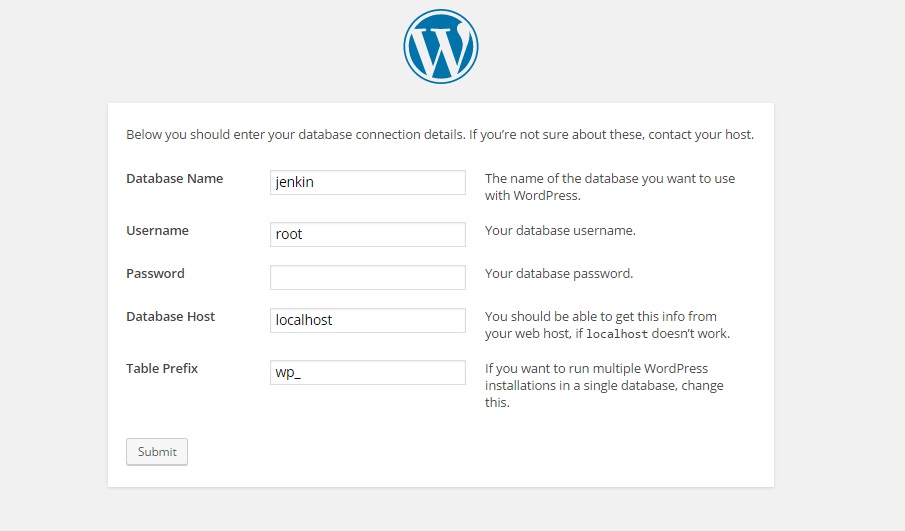 W
Below you should enter your database connection details. If you’re not sure about these, contact your host.
Database Name
jenkin
The name of the database you want to use
with WordPress.
Username
root
Your database username.
Password
Your database password.
Database Host
localhost
You should be able to get this info from
your web host, if localhost doesn’t work.
Table Prefix
wp_
If you want to run multiple WordPress
installations in a single database, change
this.
Submit